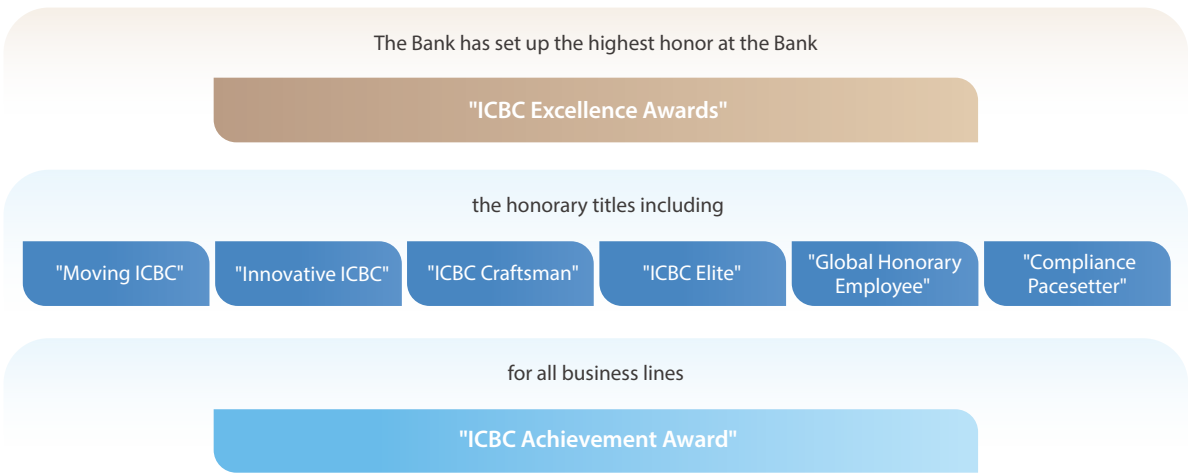 The Bank has set up the highest honor at the Bank
"ICBC Excellence Awards"
the honorary titles including
"Moving ICBC"
"Innovative ICBC"
"ICBC Craftsman"
"ICBC Elite"
"Global Honorary
Employee"
"Compliance
Pacesetter"
for all business lines
"ICBC Achievement Award"